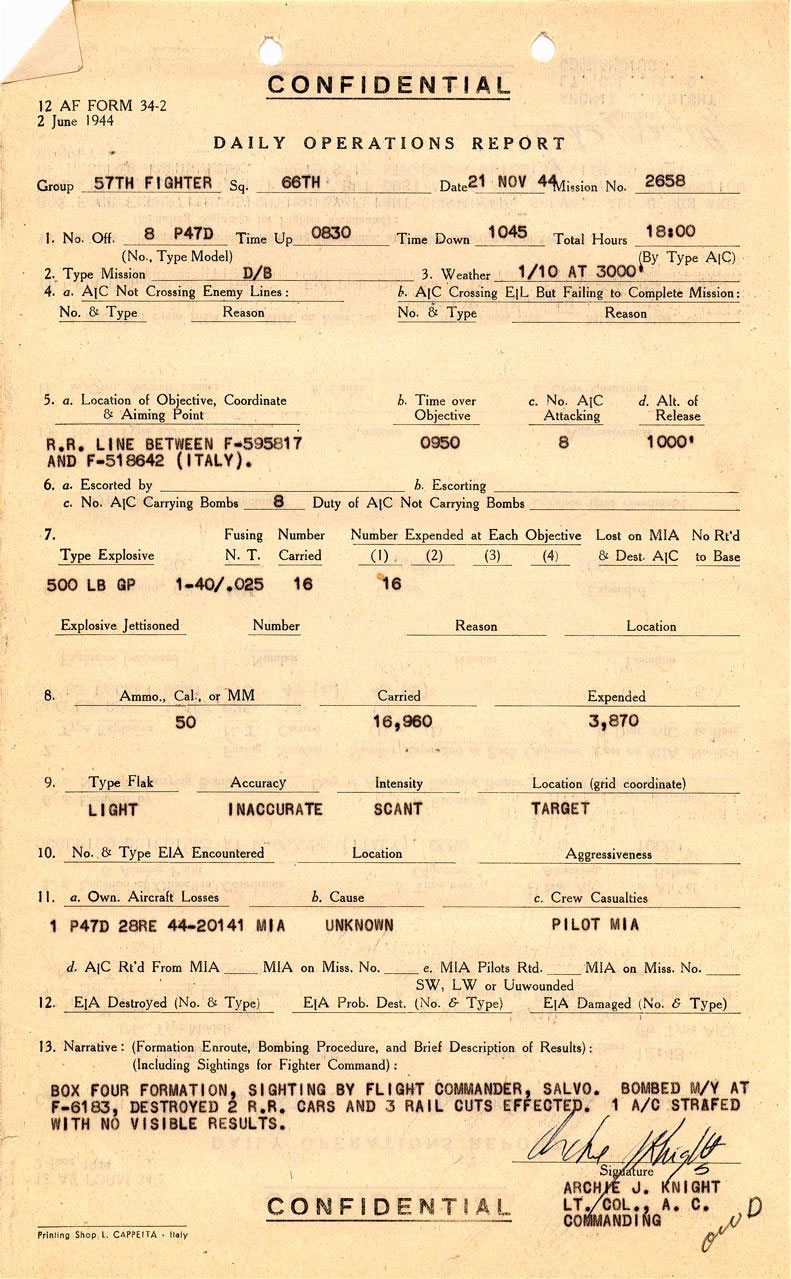 CONFIDENTIAL
12 AF FORM 34-2
2 June 1944
DAILY OPERATIONS REPORT
Group 57TH FIGHTER Sq. 66TH Date 21 NOV 44 Mission No. 2658
1. No. Off. 8 P47D Time Up 0830 Time Down 1045 Total Hours 18:00
(No., Type Model) (By Type A|C)
2. Type Mission D/B 3. Weather 1/10 AT 3000'
4. a. A|C Not Crossing Enemy Lines: b. A|C Crossing E|L But Failing to Complete Mission:
No. & Type Reason No. & Type Reason
5. a. Location of Objective, Coordinate b. Time over c. No. A|C d. Alt. of
& Aiming Point Objective Attacking Release
R.R. LINE BETWEEN F-595817 0950 8 1000'
AND F-518642 (ITALY).
6. a. Escorted by b. Escorting
c. No. A|C Carrying Bombs 8 Duty of A|C Not Carrying Bombs
7. Fusing Number Number Expended at Each Objective Lost on MIA No Rt'd
Type Explosive N. T. Carried (1) (2) (3) (4) & Dest. A|C to Base
500 LB GP 1-40/.025 16 16
Explosive Jettisoned Number Reason Location
8. Ammo., Cal., or MM Carried Expended
50 16,960 3,870
9. Type Flak Accuracy Intensity Location (grid coordinate)
LIGHT INACCURATE SCANT TARGET
10. No. & Type E|A Encountered Location Aggressiveness
11. a. Own. Aircraft Losses b. Cause c. Crew Casualties
1 P47D 28RE 44-20141 MIA UNKNOWN PILOT MIA
d. A|C Rt'd From MIA MIA on Miss. No. e. MIA Pilots Rtd. MIA on Miss. No.
SW, LW or Uuwounded
12. E|A Destroyed (No. & Type) E|A Prob. Dest. (No. & Type) E|A Damaged (No. & Type)
13. Narrative: (Formation Enroute, Bombing Procedure, and Brief Description of Results):
(Including Sightings for Fighter Command):
BOX FOUR FORMATION, SIGHTING BY FLIGHT COMMANDER, SALVO. BOMBED M/Y AT
F-6183, DESTROYED 2 R.R. CARS AND 3 RAIL CUTS EFFECTED. 1 A/C STRAFED
WITH NO VISIBLE RESULTS.
Archie J Knight
Signature
ARCHIE J. KNIGHT
LT. COL., A. C.
COMMANDING
CONFIDENTIAL
Printing Shop L. CAPPETTA - Italy